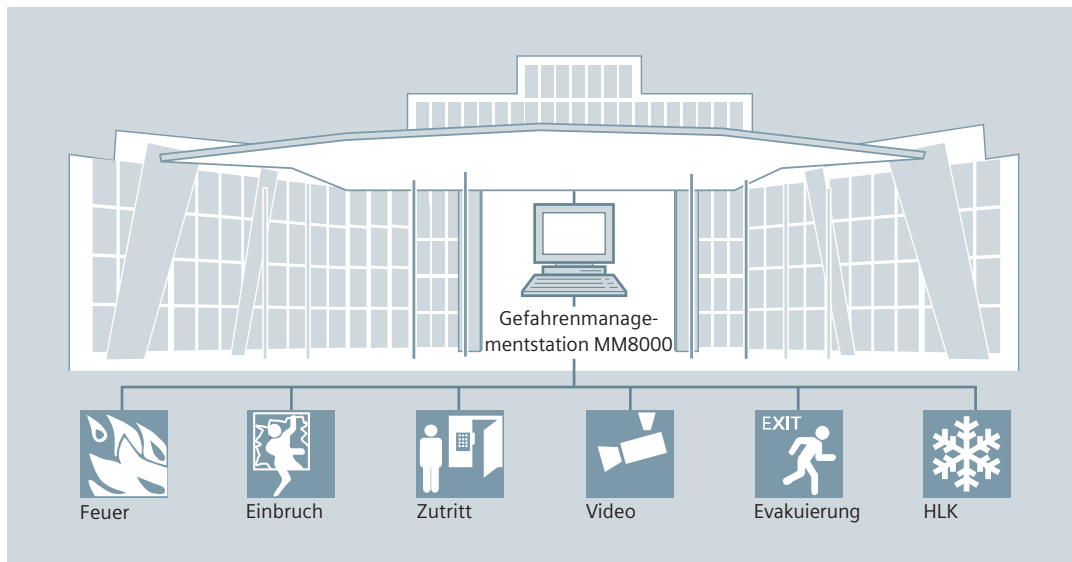 Gefahrenmanage-
mentstation MM8000
EXIT
Feuer
Einbruch
Zutritt
Video
Evakuierung
HLK